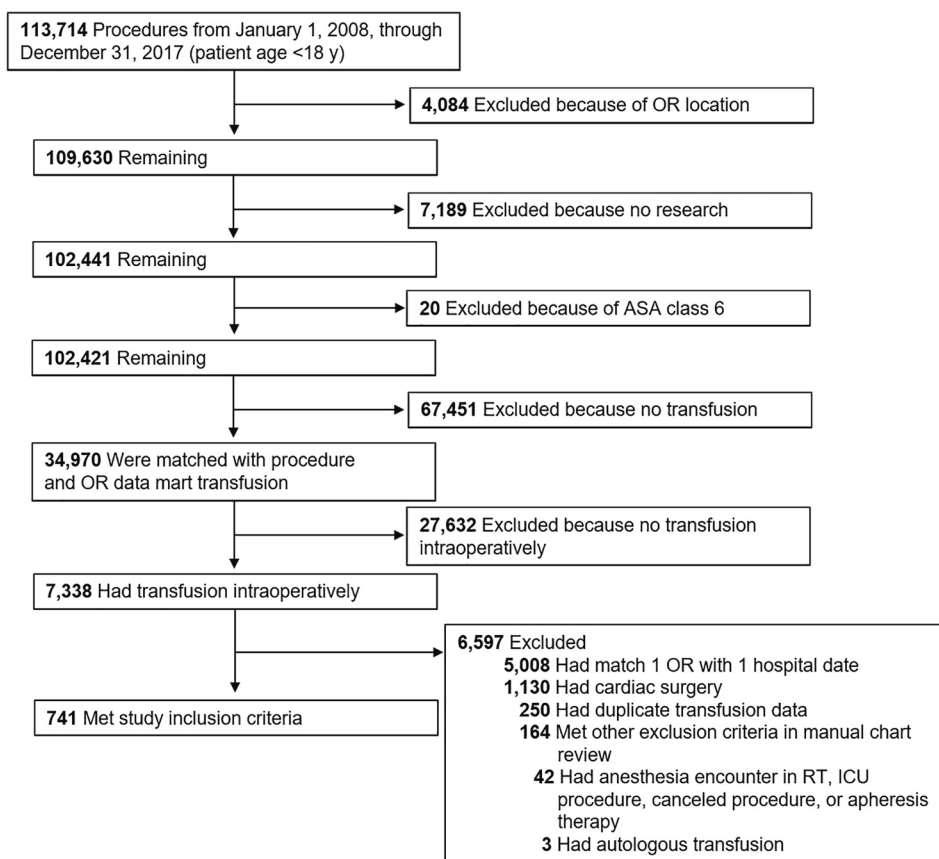 113,714 Procedures from January 1, 2008, through
December 31, 2017 (patient age <18 y)
4,084 Excluded because of OR location
109,630 Remaining
7,189 Excluded because no research
102,441 Remaining
20 Excluded because of ASA class 6
102,421 Remaining
67,451 Excluded because no transfusion
34,970 Were matched with procedure
and OR data mart transfusion
27,632 Excluded because no transfusion
intraoperatively
7,338 Had transfusion intraoperatively
6,597 Excluded
5,008 Had match 1 OR with 1 hospital date
1,130 Had cardiac surgery
250 Had duplicate transfusion data
164 Met other exclusion criteria in manual chart
review
42 Had anesthesia encounter in RT, ICU
procedure, canceled procedure, or apheresis
therapy
3 Had autologous transfusion
741 Met study inclusion criteria